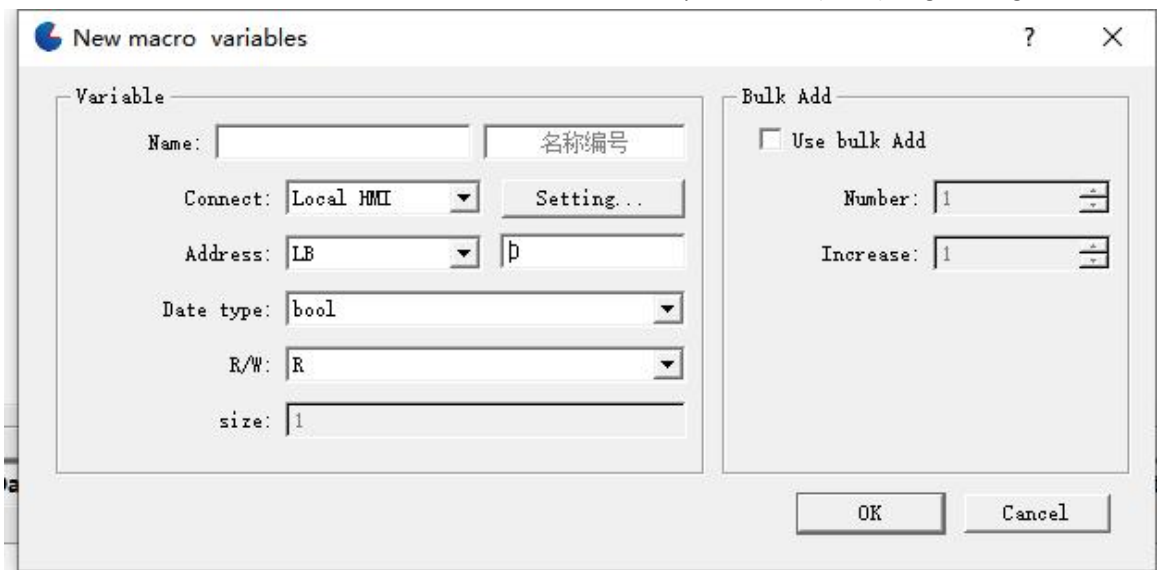 New macro variables
?
Variable
Name: 名称编号
Connect: Local HMI Setting...
Address: LB
Date type: bool
R/W: R
size: 1
Bulk Add
Use bulk Add
Number: 1
Increase: 1
OK Cancel